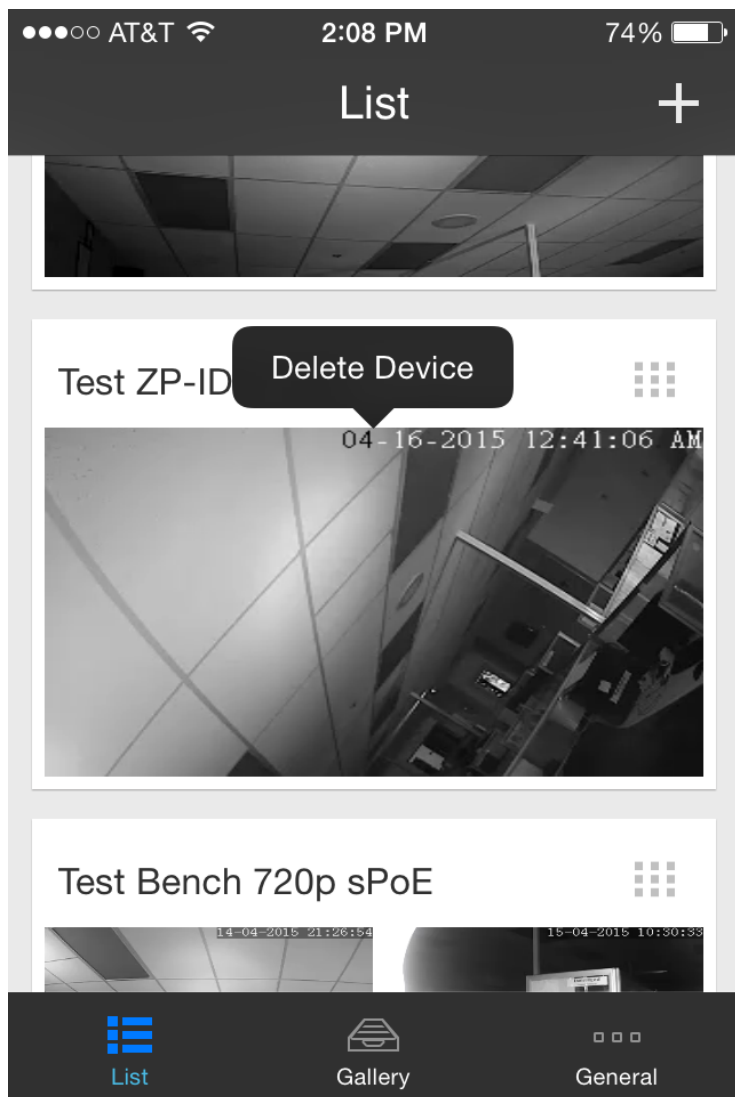 AT&T 2:08 PM 74%
List
Test ZP-ID
Delete Device
04-16-2015 12:41:06 AM
Test Bench 720p sPoE
14-04-2015 21:26:54 15-04-2015 10:30:33
List Gallery General